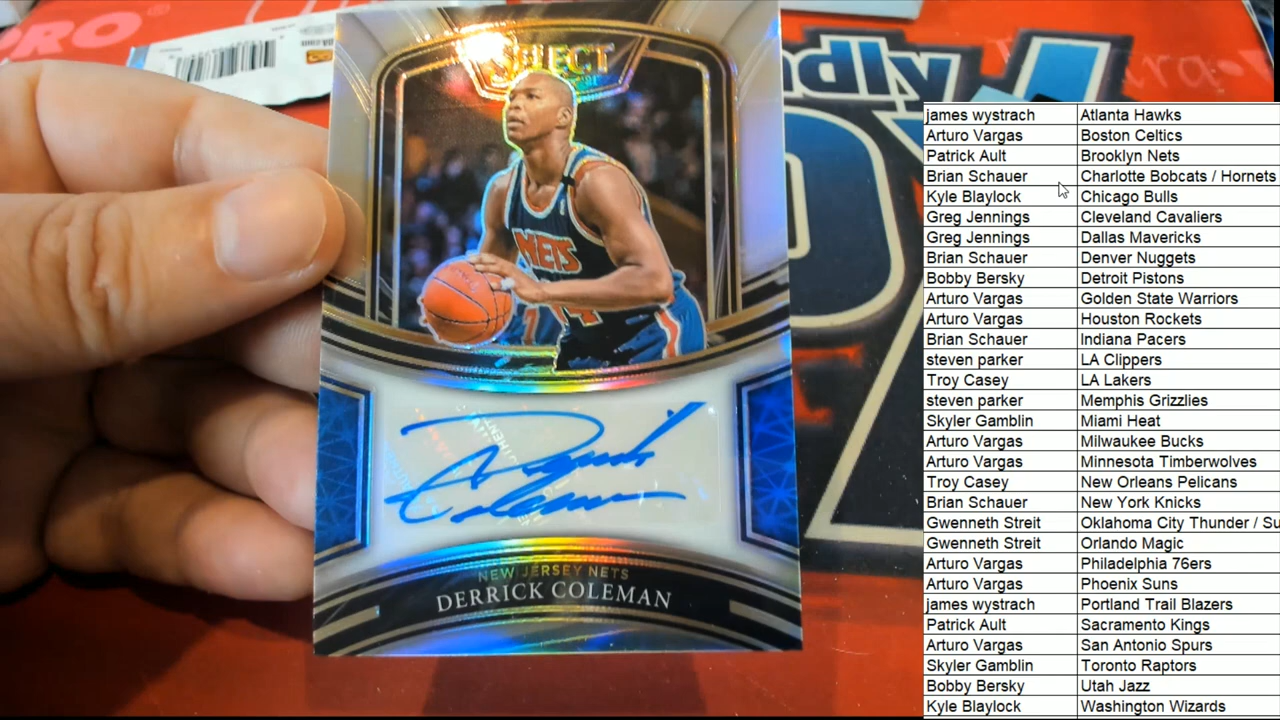 PRO
SELECT
NETS
Derrick
Coleman
NEW JERSEY NETS
DERRICK COLEMAN
james wystrach Atlanta Hawks
Arturo Vargas Boston Celtics
Patrick Ault Brooklyn Nets
Brian Schauer Charlotte Bobcats / Hornets
Kyle Blaylock Chicago Bulls
Greg Jennings Cleveland Cavaliers
Greg Jennings Dallas Mavericks
Brian Schauer Denver Nuggets
Bobby Bersky Detroit Pistons
Arturo Vargas Golden State Warriors
Arturo Vargas Houston Rockets
Brian Schauer Indiana Pacers
steven parker LA Clippers
Troy Casey LA Lakers
steven parker Memphis Grizzlies
Skyler Gamblin Miami Heat
Arturo Vargas Milwaukee Bucks
Arturo Vargas Minnesota Timberwolves
Troy Casey New Orleans Pelicans
Brian Schauer New York Knicks
Gwenneth Streit Oklahoma City Thunder / Su
Gwenneth Streit Orlando Magic
Arturo Vargas Philadelphia 76ers
Arturo Vargas Phoenix Suns
james wystrach Portland Trail Blazers
Patrick Ault Sacramento Kings
Arturo Vargas San Antonio Spurs
Skyler Gamblin Toronto Raptors
Bobby Bersky Utah Jazz
Kyle Blaylock Washington Wizards